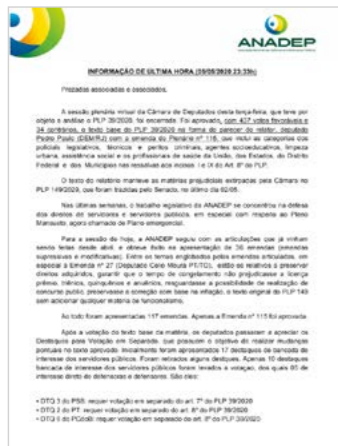 ANADEP
INFORMAÇÃO DE ÚLTIMA HORA (05/05/2020 23:33h)
Prezadas associadas e associados,
A sessão plenária virtual da Câmara de Deputados desta terça-feira, que teve por
objeto a análise o PLP 39/2020, foi concluída. Foi aprovado, com 437 votos favoráveis e
34 contrários, o texto base do PLP 39/2020 na forma do parecer do relator, deputado
Pedro Paulo (DEM/RJ) com a emenda de Plenário nº 116, que inclui as categorias dos
policiais legislativos, técnicos e peritos criminais, agentes socioeducativos, limpeza
urbana, assistência social e os profissionais de saúde da União, dos Estados, do Distrito
Federal e dos Municípios nas ressalvas aos incisos I e IX do Art. 8º do PLP.
O texto do relatório manteve as matérias prejudiciais extirpadas pela Câmara no
PLP 149/2020, que foram trazidas pelo Senado, no último dia 02/05.
Nas últimas semanas, o trabalho legislativo da ANADEP se concentrou na defesa
dos direitos de servidores e servidoras públicos, em especial com respeito ao Plano
Mansueto, agora chamado de Plano emergencial.
Para a sessão de hoje, a ANADEP seguiu com as articulações que já vinham
sendo feitas desde abril e obteve êxito na apresentação de 36 emendas (emendas
supressivas e modificativas). Entre os temas englobados pelas emendas articuladas, em
especial a Emenda nº 27 (Deputado Célio Moura PT/TO), estão as relativas a preservar
direitos adquiridos, garantir que o tempo de congelamento não prejudicasse a licença
prêmio, triênios, quinquênios e anuênios, resguardasse a possibilidade de realização de
concurso público, preservasse a correção com base na inflação, o texto original do PLP 149
sem adicionar qualquer matéria de funcionalismo.
Ao todo foram apresentadas 147 emendas. Apenas a Emenda nº 115 foi aprovada.
Após a votação do texto base da matéria, os deputados passaram a apreciar os
Destaques para Votação em Separado, que possuem o objetivo de realizar mudanças
pontuais no texto aprovado. Inicialmente foram apresentados 17 destaques de bancada de
interesse dos servidores públicos. Foram retirados alguns destaques. Apenas 10 destaques
bancada de interesse dos servidores públicos foram levados a votação, dos quais 05 de
interesse direto de defensoras e defensores. São eles:
• DTQ 3 do PSB: requer votação em separado do art. 7º do PLP 39/2020
• DTQ 2 do PT: requer votação em separado do art. 8º do PLP 39/2020
• DTQ 6 do PCdoB: requer votação em separado do art. 8º do PLP 39/2020